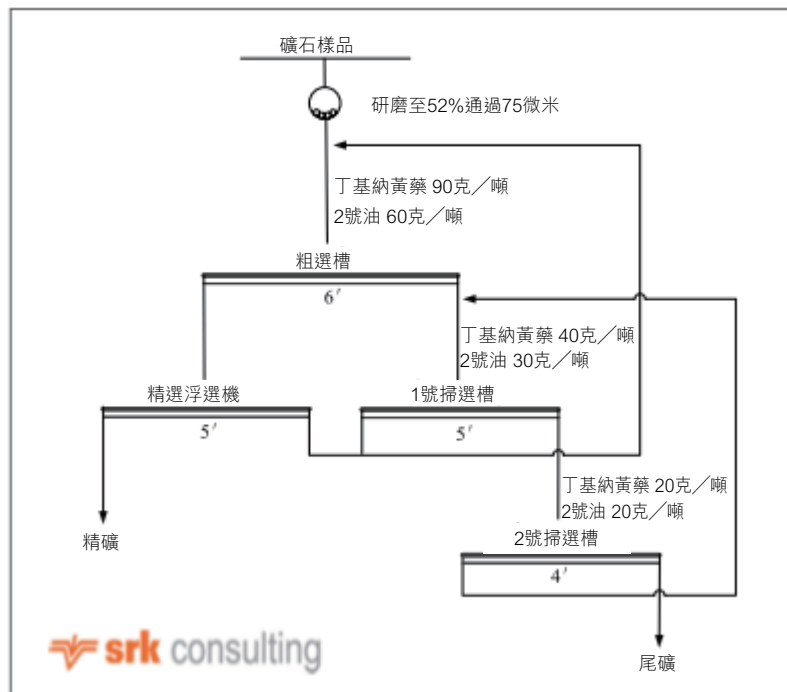 礦石樣品
研磨至52%通過75微米
丁基納黃藥 90克／噸
2號油 60克／噸
粗選槽
6′
丁基納黃藥 40克／噸
2號油 30克／噸
精選浮選機
1號掃選槽
5′
5′
丁基納黃藥 20克／噸
2號油 20克／噸
精礦
2號掃選槽
4′
srk consulting
尾礦